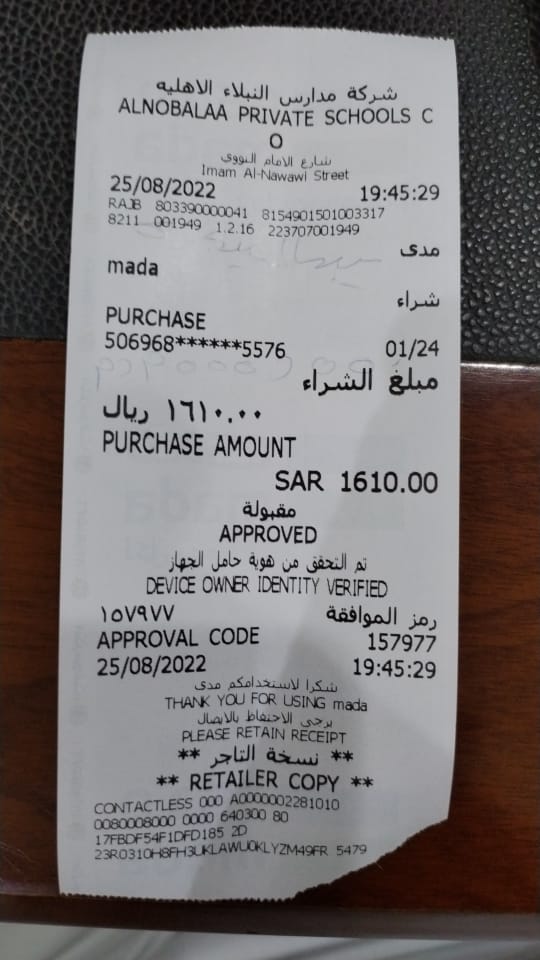 شركة مدارس النبلاء الاهليه
ALNOBALAA PRIVATE SCHOOLS C
O
شارع الامام النووي
Imam Al-Nawawi Street
25/08/2022 19:45:29
RAJB 803390000041 8154901501003317
8211 001949 1.2.16 223707001949
مدى
mada
شراء
PURCHASE
506968******5576 01/24
مبلغ الشراء
١٦١٠.٠٠ ريال
PURCHASE AMOUNT
SAR 1610.00
مقبولة
APPROVED
تم التحقق من هوية حامل الجهاز
DEVICE OWNER IDENTITY VERIFIED
رمز الموافقة ١٥٧٩٧٧
APPROVAL CODE 157977
25/08/2022 19:45:29
شكرا لاستخدامكم مدى
THANK YOU FOR USING mada
يرجى الاحتفاظ بالايصال
PLEASE RETAIN RECEIPT
** نسخة التاجر **
** RETAILER COPY **
CONTACTLESS 000 A0000002281010
0080008000 0000 640300 80
17FBDF54F1DFD185 2D
23R0310H8FH3UKLAWU0KLYZM49FR 5479